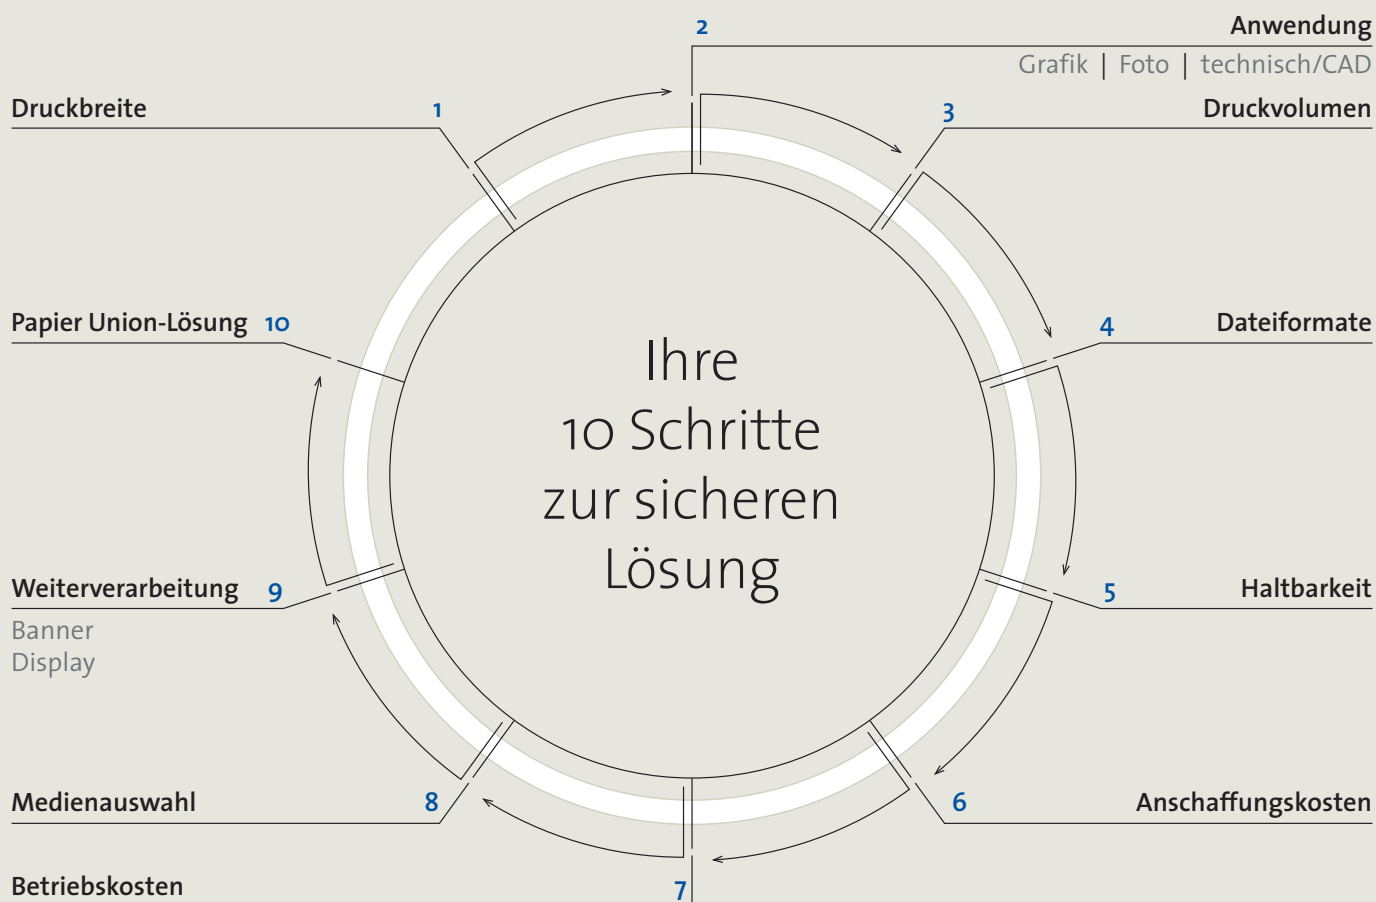 2 Anwendung
Grafik | Foto | technisch/CAD
Druckbreite 1
3 Druckvolumen
Papier Union-Lösung 10
4 Dateiformate
Ihre
10 Schritte
zur sicheren
Lösung
Weiterverarbeitung 9
Banner
Display
5 Haltbarkeit
Medienauswahl 8
6 Anschaffungskosten
Betriebskosten 7